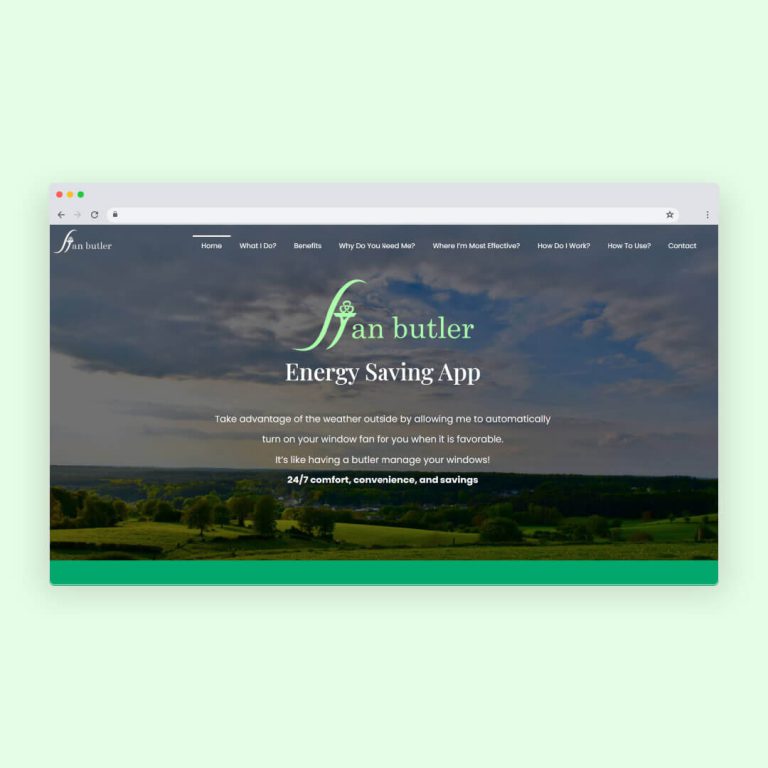 fan butler
Home What I Do? Benefits Why Do You Need Me? Where I'm Most Effective? How Do I Work? How To Use? Contact
fan butler
Energy Saving App
Take advantage of the weather outside by allowing me to automatically
turn on your window fan for you when it is favorable.
It's like having a butler manage your windows!
24/7 comfort, convenience, and savings